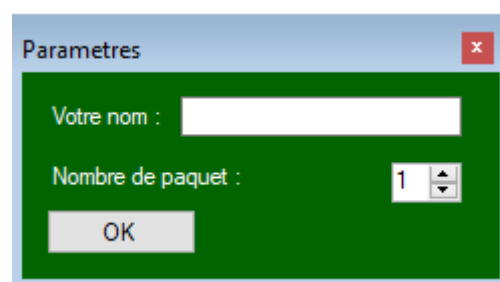 Parametres
x
Votre nom :
Nombre de paquet : 1
OK